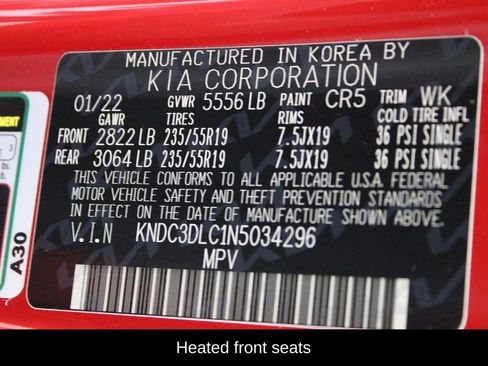 MANUFACTURED IN KOREA BY
KIA CORPORATION
01/22 GVWR 5556 LB PAINT CR5 TRIM WK
GAWR TIRES RIMS COLD TIRE INFL
FRONT 2822 LB 235/55R19 7.5JX19 36 PSI SINGLE
REAR 3064 LB 235/55R19 7.5JX19 36 PSI SINGLE
THIS VEHICLE CONFORMS TO ALL APPLICABLE U.S.A. FEDERAL
MOTOR VEHICLE SAFETY AND THEFT PREVENTION STANDARDS
IN EFFECT ON THE DATE OF MANUFACTURE SHOWN ABOVE.
V.I.N KNDC3DLC1N5034296
MPV
A30
Heated front seats